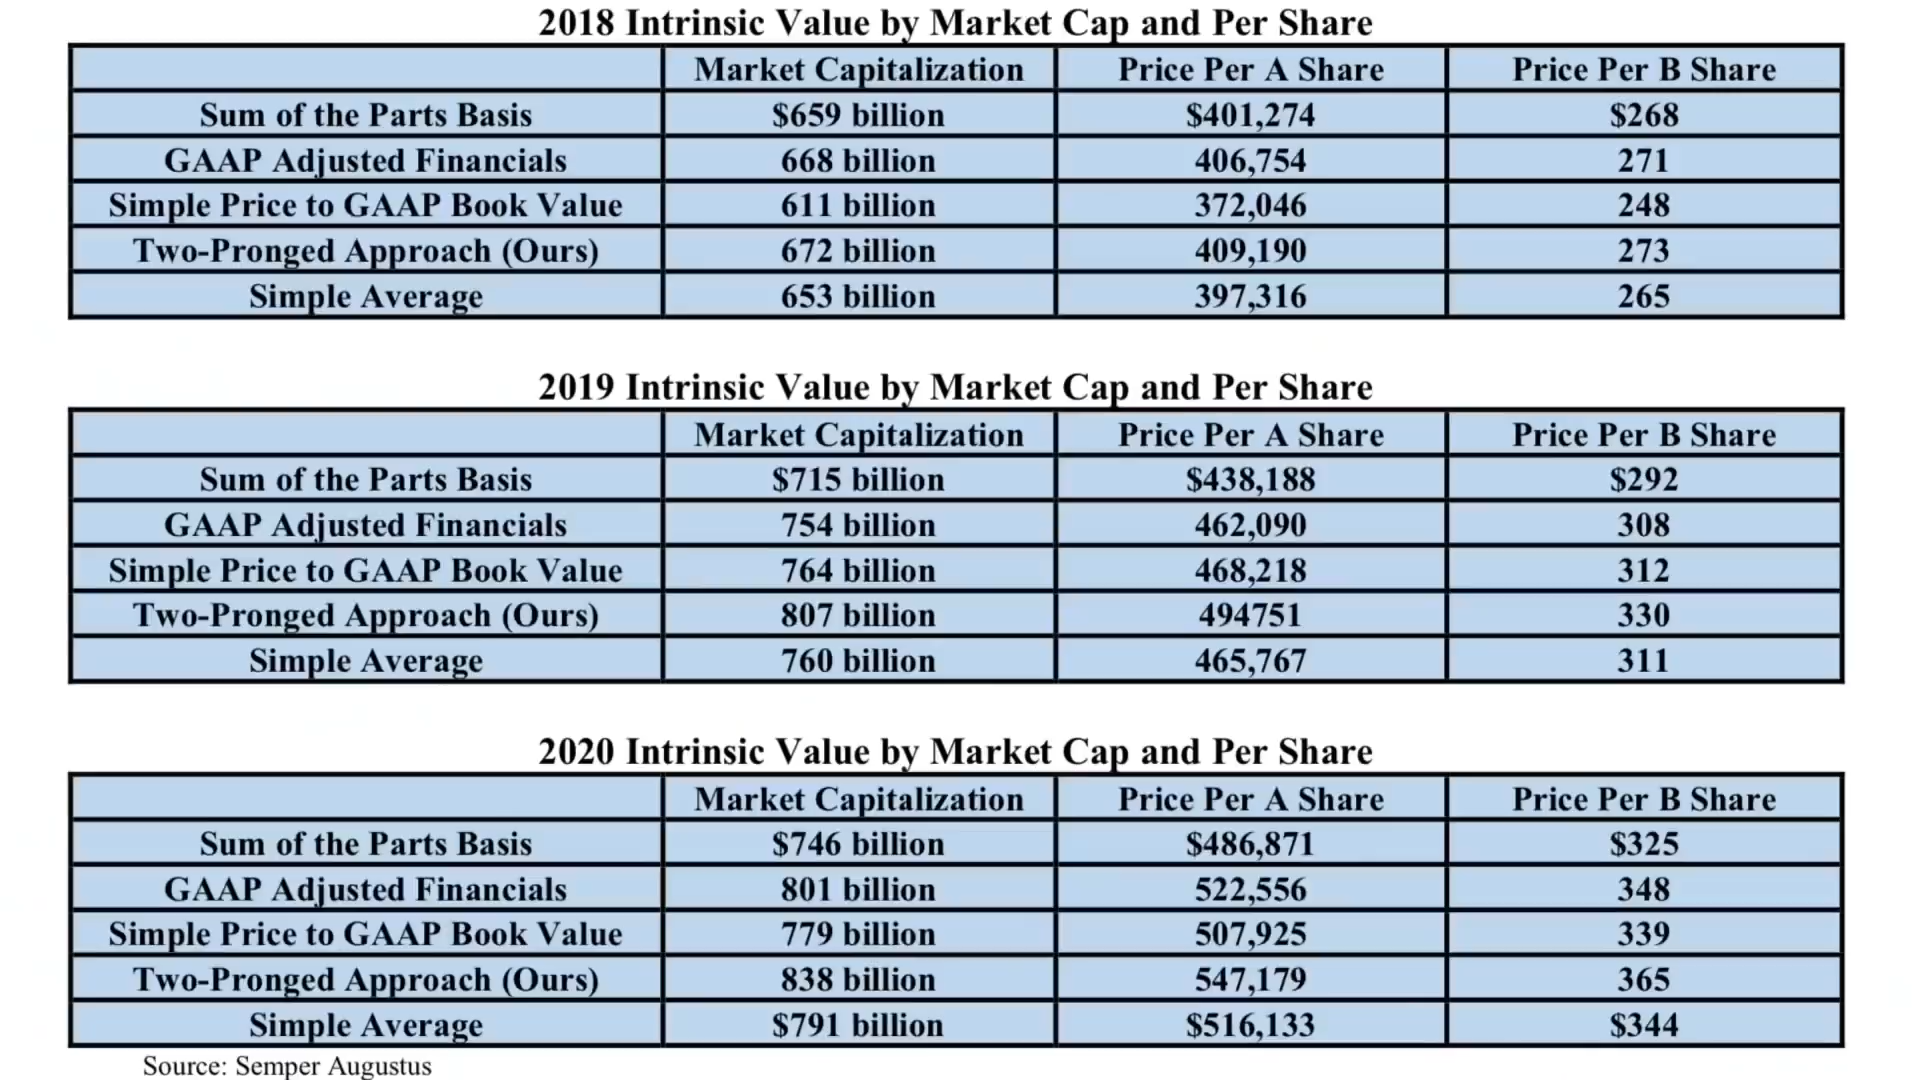 2018 Intrinsic Value by Market Cap and Per Share
Market Capitalization Price Per A Share Price Per B Share
Sum of the Parts Basis $659 billion $401,274 $268
GAAP Adjusted Financials 668 billion 406,754 271
Simple Price to GAAP Book Value 611 billion 372,046 248
Two-Pronged Approach (Ours) 672 billion 409,190 273
Simple Average 653 billion 397,316 265
2019 Intrinsic Value by Market Cap and Per Share
Market Capitalization Price Per A Share Price Per B Share
Sum of the Parts Basis $715 billion $438,188 $292
GAAP Adjusted Financials 754 billion 462,090 308
Simple Price to GAAP Book Value 764 billion 468,218 312
Two-Pronged Approach (Ours) 807 billion 494751 330
Simple Average 760 billion 465,767 311
2020 Intrinsic Value by Market Cap and Per Share
Market Capitalization Price Per A Share Price Per B Share
Sum of the Parts Basis $746 billion $486,871 $325
GAAP Adjusted Financials 801 billion 522,556 348
Simple Price to GAAP Book Value 779 billion 507,925 339
Two-Pronged Approach (Ours) 838 billion 547,179 365
Simple Average $791 billion $516,133 $344
Source: Semper Augustus